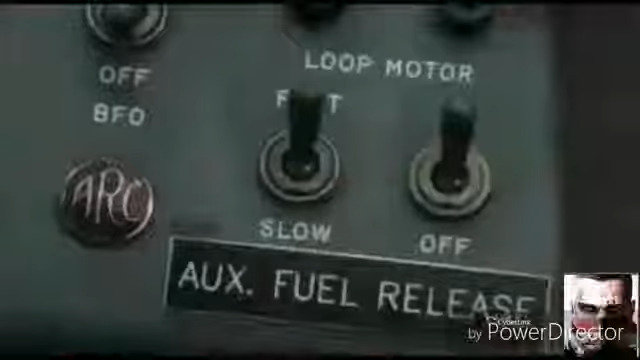 LOOP MOTOR
OFF
BFO
ARC
SLOW
OFF
AUX. FUEL RELEASE
by PowerDirector